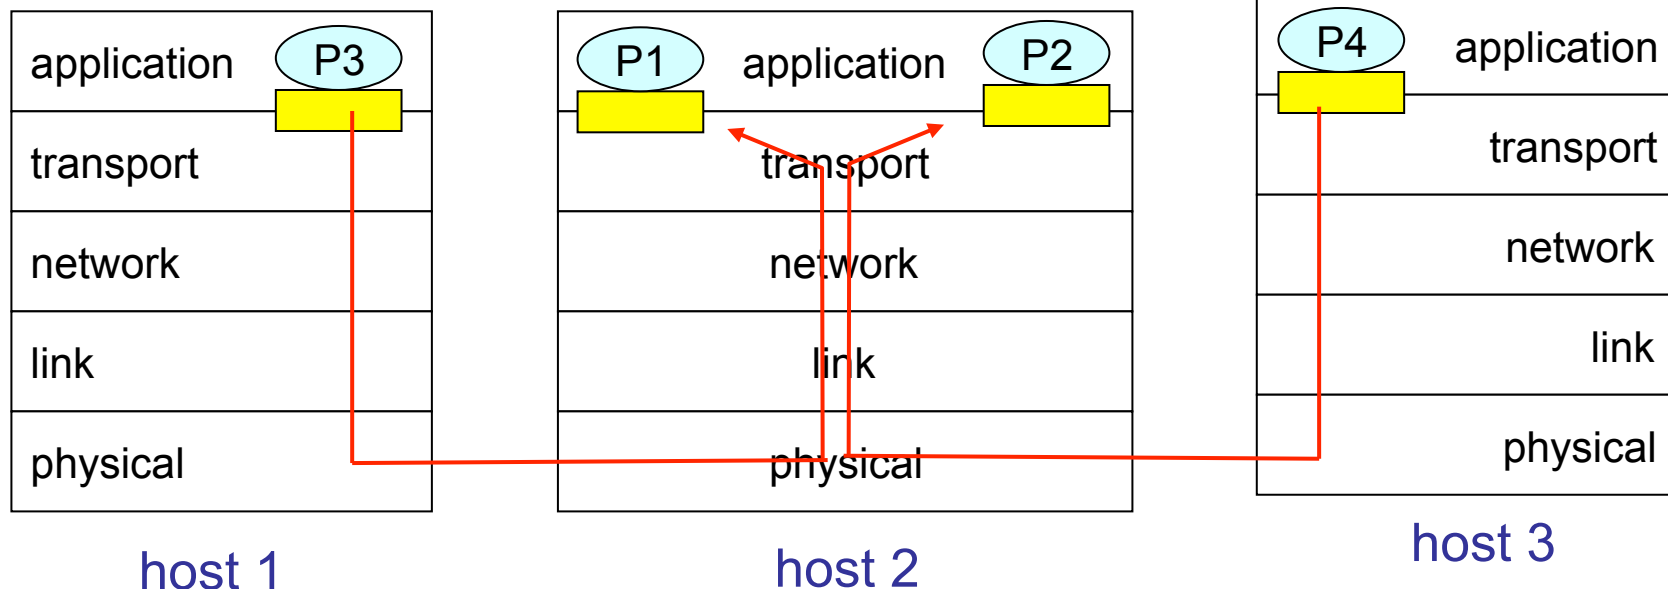 application P3
transport
network
link
physical
host 1
P1 application P2
transport
network
link
physical
host 2
P4 application
transport
network
link
physical
host 3